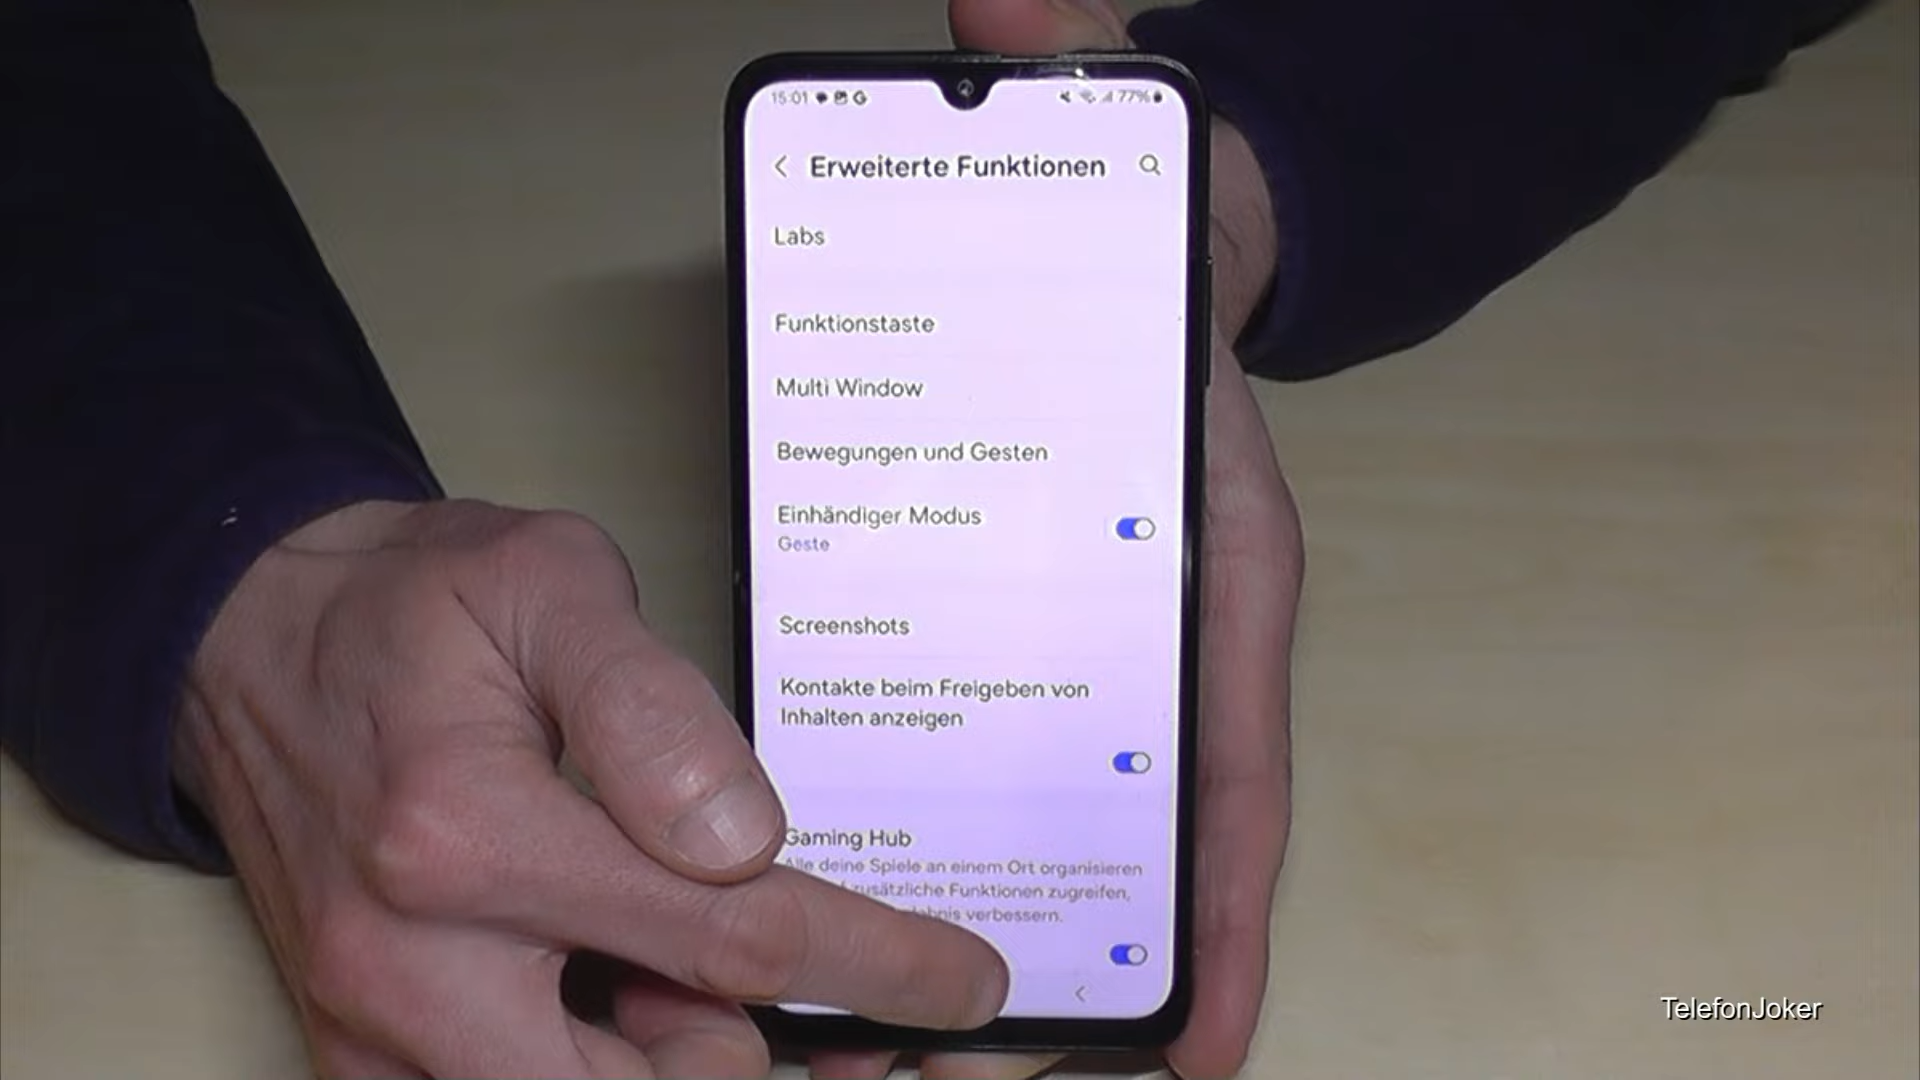 15:01 77%
Erweiterte Funktionen
Labs
Funktionstaste
Multi Window
Bewegungen und Gesten
Einhändiger Modus
Geste
Screenshots
Kontakte beim Freigeben von
Inhalten anzeigen
Gaming Hub
Alle deine Spiele an einem Ort organisieren
zusätzliche Funktionen zugreifen,
verbessern.
TelefonJoker